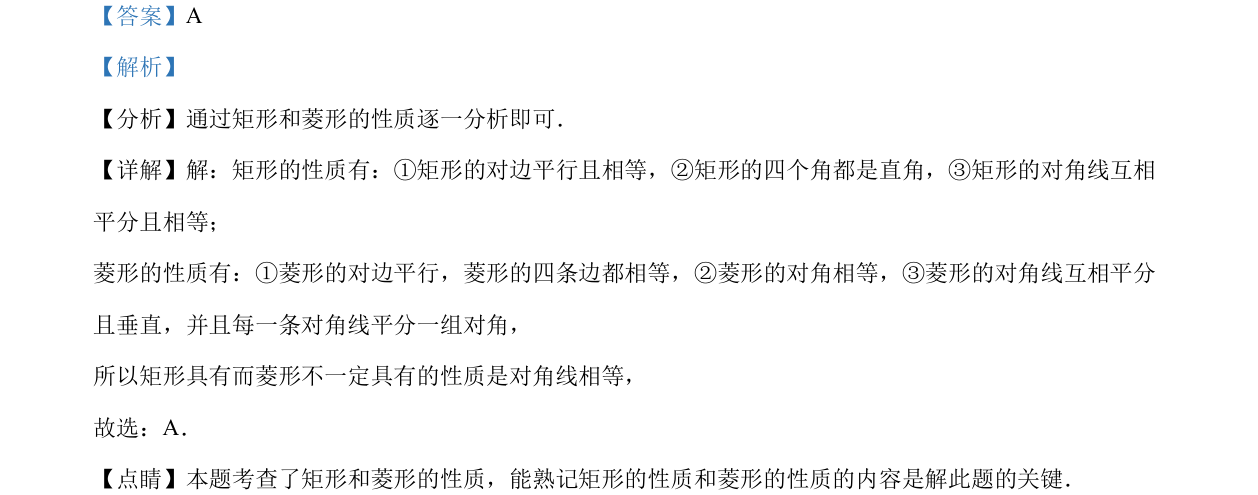 【答案】A
【解析】
【分析】通过矩形和菱形的性质逐一分析即可．
【详解】解：矩形的性质有：①矩形的对边平行且相等，②矩形的四个角都是直角，③矩形的对角线互相
平分且相等；
菱形的性质有：①菱形的对边平行，菱形的四条边都相等，②菱形的对角相等，③菱形的对角线互相平分
且垂直，并且每一条对角线平分一组对角，
所以矩形具有而菱形不一定具有的性质是对角线相等，
故选：A．
【点睛】本题考查了矩形和菱形的性质，能熟记矩形的性质和菱形的性质的内容是解此题的关键．